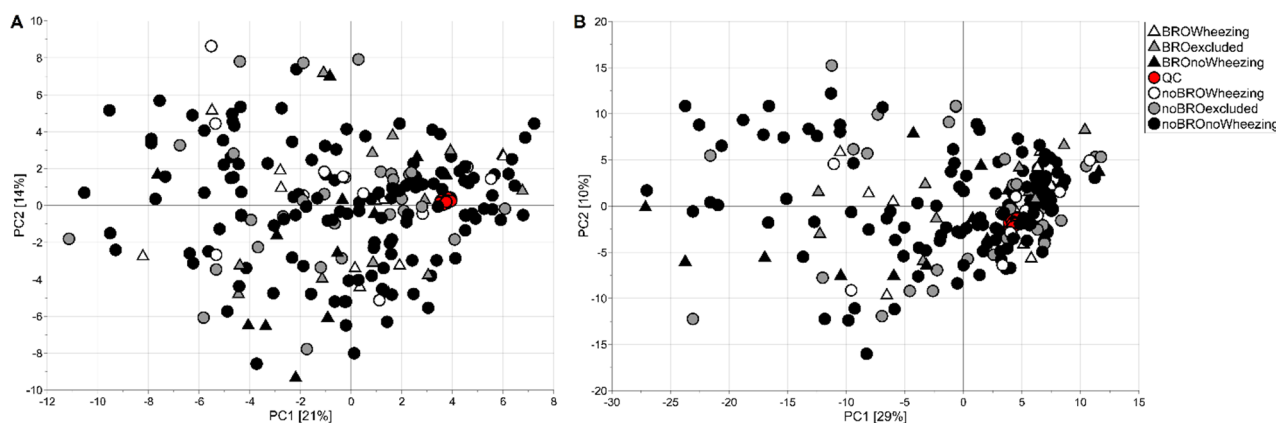 A
B
10
8
6
4
2
0
-2
-4
-6
-8
-10
PC2 [14%]
-12 -10 -8 -6 -4 -2 0 2 4 6 8
PC1 [21%]
20
15
10
5
0
-5
-10
-15
-20
PC2 [10%]
-30 -25 -20 -15 -10 -5 0 5 10 15
PC1 [29%]
BROWheezing
BROexcluded
BROnoWheezing
QC
noBROWheezing
noBROexcluded
noBROnoWheezing